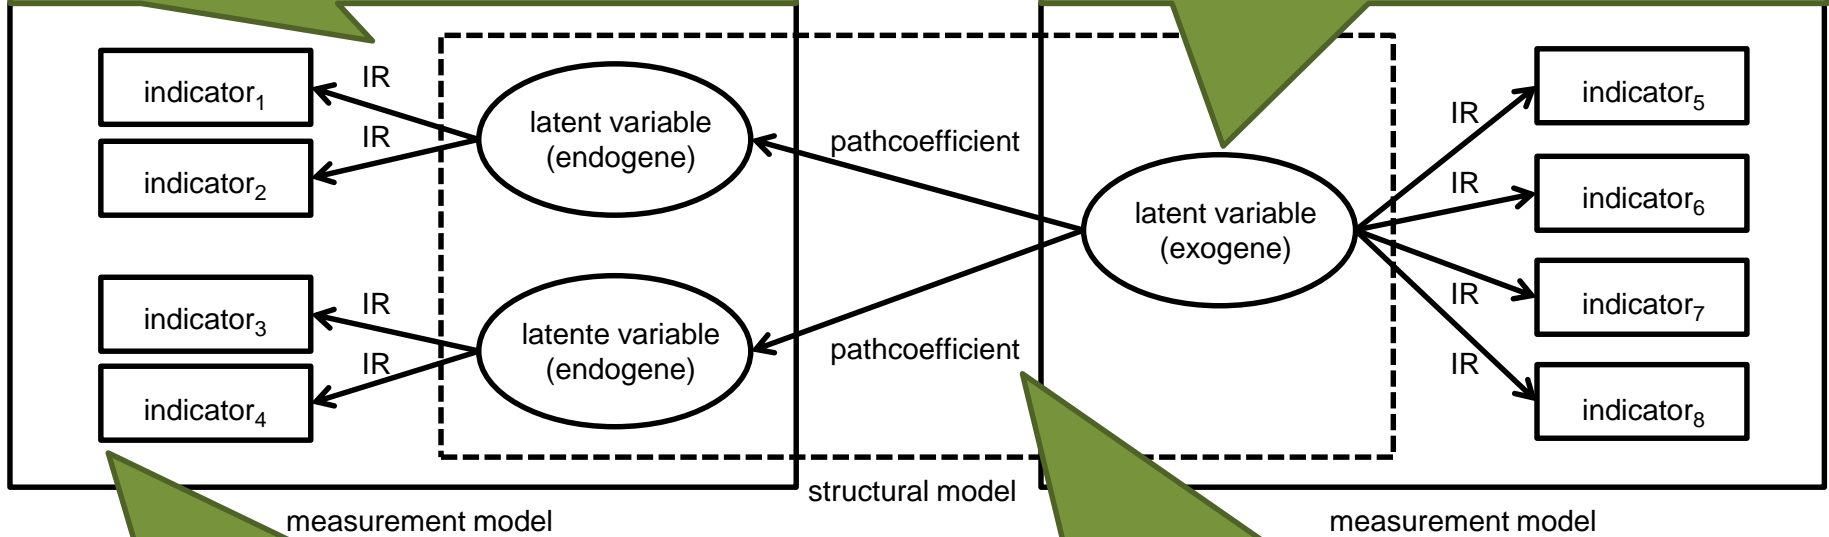 indicator₁
IR
IR
indicator₂
latent variable
(endogene)
pathcoefficient
indicator₃
IR
IR
indicator₄
latente variable
(endogene)
pathcoefficient
latent variable
(exogene)
IR
indicator₅
IR
indicator₆
IR
indicator₇
IR
indicator₈
structural model
measurement model
measurement model